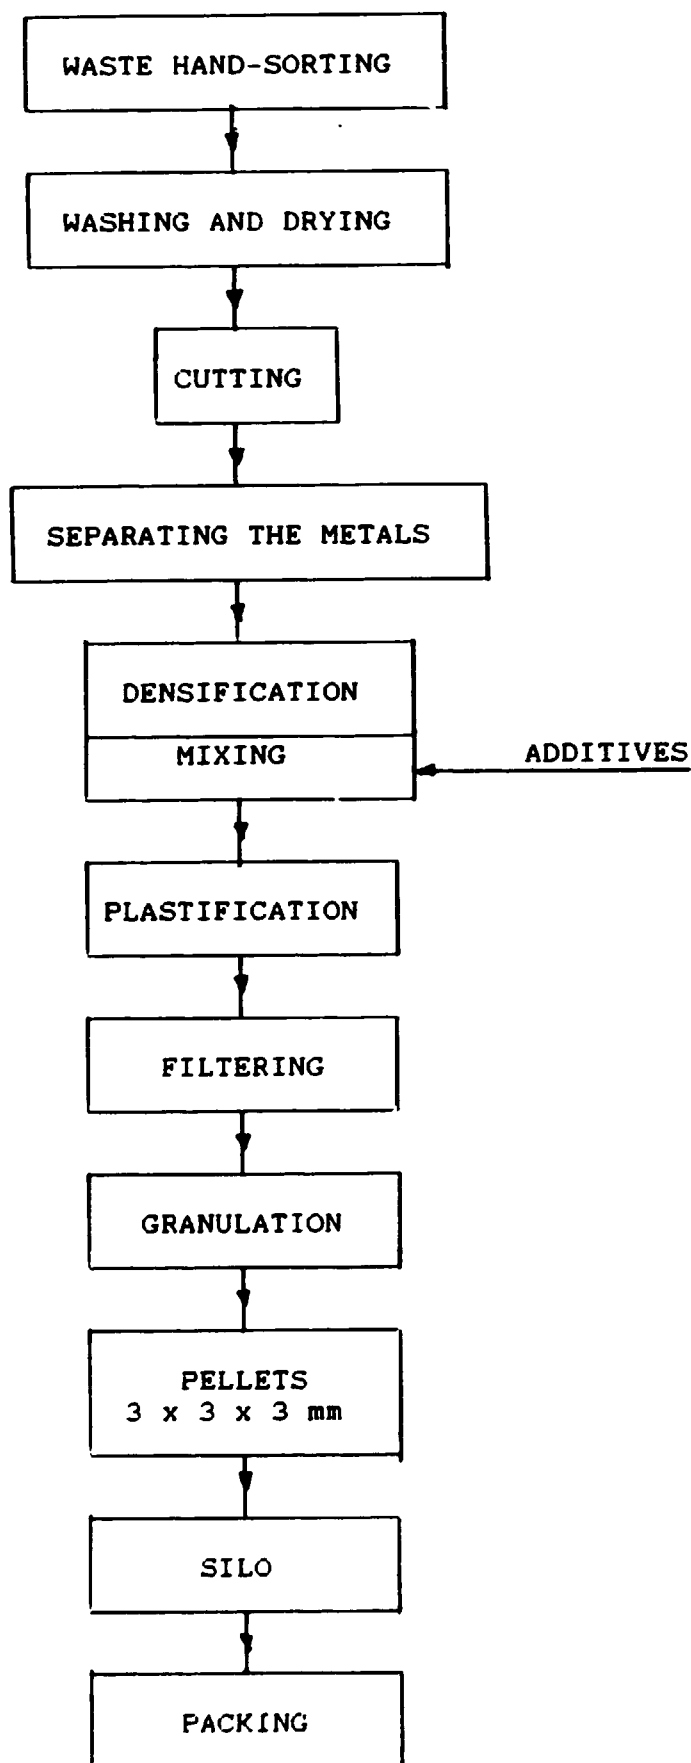 WASTE HAND-SORTING
WASHING AND DRYING
CUTTING
SEPARATING THE METALS
DENSIFICATION
MIXING
ADDITIVES
PLASTIFICATION
FILTERING
GRANULATION
PELLETS
3 x 3 x 3 mm
SILO
PACKING